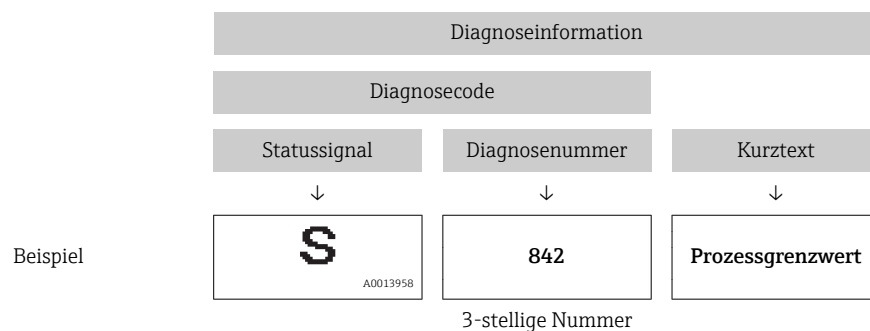 Diagnoseinformation
Diagnosecode
Statussignal Diagnosenummer Kurztext
↓ ↓ ↓
Beispiel S 842 Prozessgrenzwert
A0013958
3-stellige Nummer